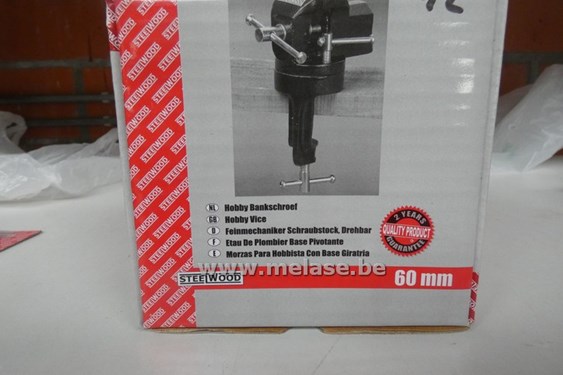 12
STEELWOOD
NL Hobby Bankschroef
GB Hobby Vice
D Feinmechaniker Schraubstock, Drehbar
F Etau De Plombier Base Pivotante
E Morzas Para Hobbista Con Base Giratria
2 YEARS
QUALITY PRODUCT
GUARANTEE
www.melase.be
STEELWOOD
60 mm